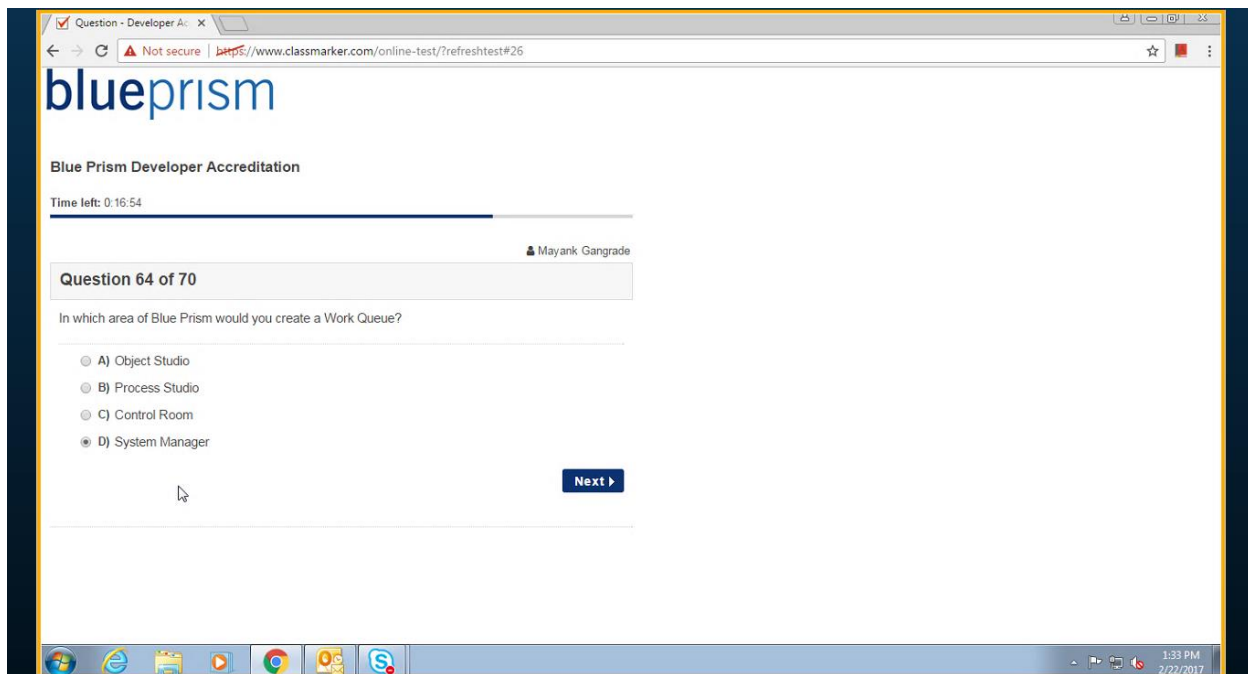 Question - Developer Ac
Not secure | https://www.classmarker.com/online-test/?refreshtest#26
blueprism
Blue Prism Developer Accreditation
Time left: 0:16:54
Mayank Gangrade
Question 64 of 70
In which area of Blue Prism would you create a Work Queue?
A) Object Studio
B) Process Studio
C) Control Room
D) System Manager
Next
1:33 PM
2/22/2017